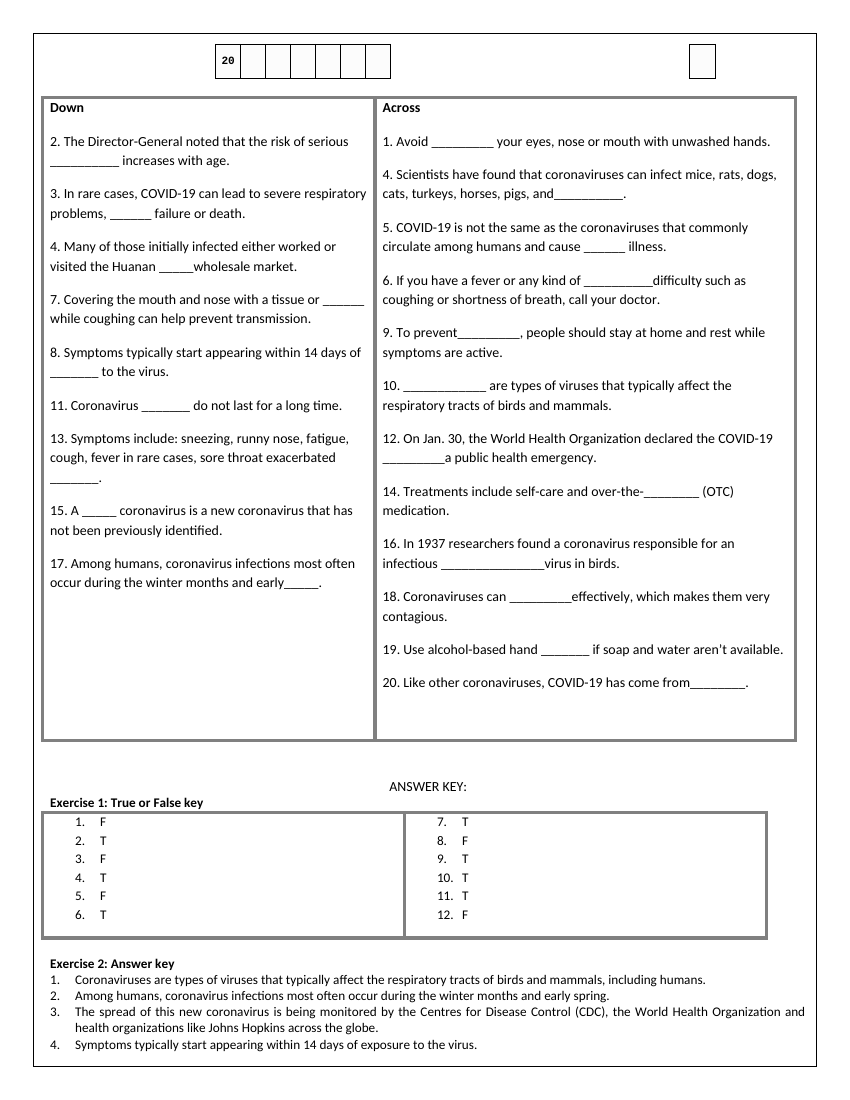 20
Down
2. The Director-General noted that the risk of serious
__________ increases with age.
3. In rare cases, COVID-19 can lead to severe respiratory
problems, ______ failure or death.
4. Many of those initially infected either worked or
visited the Huanan _____wholesale market.
7. Covering the mouth and nose with a tissue or ______
while coughing can help prevent transmission.
8. Symptoms typically start appearing within 14 days of
_______ to the virus.
11. Coronavirus _______ do not last for a long time.
13. Symptoms include: sneezing, runny nose, fatigue,
cough, fever in rare cases, sore throat exacerbated
_______.
15. A _____ coronavirus is a new coronavirus that has
not been previously identified.
17. Among humans, coronavirus infections most often
occur during the winter months and early_____.
Across
1. Avoid _________ your eyes, nose or mouth with unwashed hands.
4. Scientists have found that coronaviruses can infect mice, rats, dogs,
cats, turkeys, horses, pigs, and__________.
5. COVID-19 is not the same as the coronaviruses that commonly
circulate among humans and cause ______ illness.
6. If you have a fever or any kind of __________difficulty such as
coughing or shortness of breath, call your doctor.
9. To prevent_________, people should stay at home and rest while
symptoms are active.
10. ____________ are types of viruses that typically affect the
respiratory tracts of birds and mammals.
12. On Jan. 30, the World Health Organization declared the COVID-19
_________a public health emergency.
14. Treatments include self-care and over-the-________ (OTC)
medication.
16. In 1937 researchers found a coronavirus responsible for an
infectious _______________virus in birds.
18. Coronaviruses can _________effectively, which makes them very
contagious.
19. Use alcohol-based hand _______ if soap and water aren’t available.
20. Like other coronaviruses, COVID-19 has come from________.
ANSWER KEY:
Exercise 1: True or False key
1. F
2. T
3. F
4. T
5. F
6. T
7. T
8. F
9. T
10. T
11. T
12. F
Exercise 2: Answer key
1. Coronaviruses are types of viruses that typically affect the respiratory tracts of birds and mammals, including humans.
2. Among humans, coronavirus infections most often occur during the winter months and early spring.
3. The spread of this new coronavirus is being monitored by the Centres for Disease Control (CDC), the World Health Organization and
health organizations like Johns Hopkins across the globe.
4. Symptoms typically start appearing within 14 days of exposure to the virus.